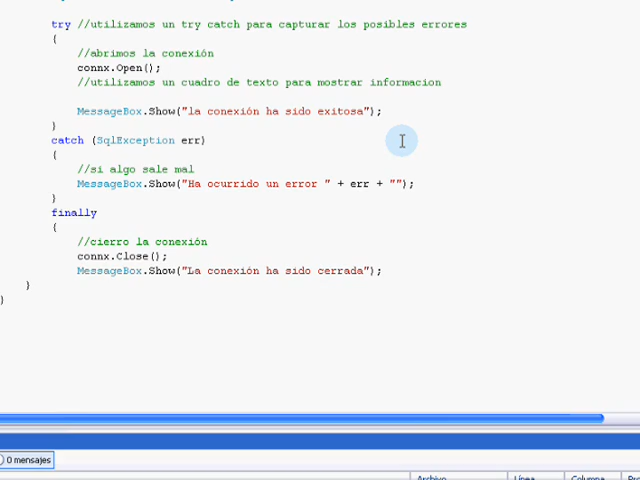 try //utilizamos un try catch para capturar los posibles errores
{
//abrimos la conexión
connx.Open();
//utilizamos un cuadro de texto para mostrar informacion
MessageBox.Show("la conexión ha sido exitosa");
}
catch (SqlException err)
{
//si algo sale mal
MessageBox.Show("Ha ocurrido un error " + err + "");
}
finally
{
//cierro la conexión
connx.Close();
MessageBox.Show("La conexión ha sido cerrada");
}
}
0 mensajes
Archivo Línea Columna